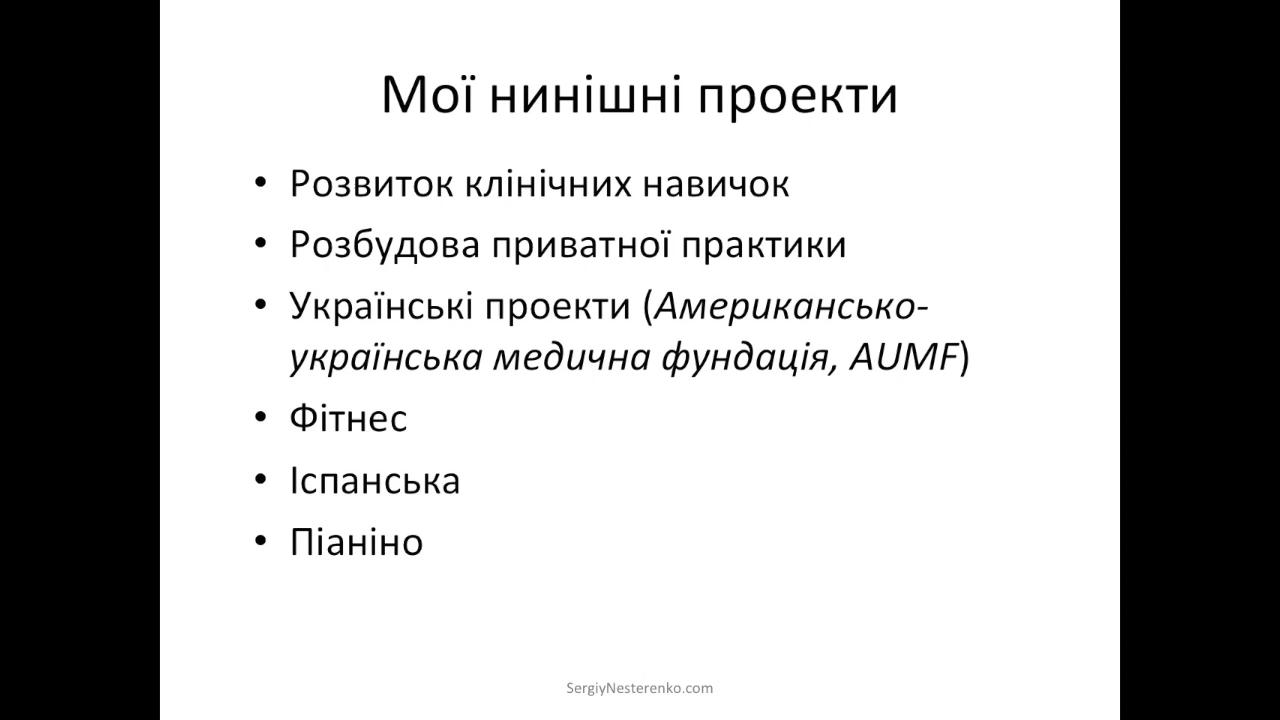 Мої нинішні проекти
• Розвиток клінічних навичок
• Розбудова приватної практики
• Українські проекти (Американсько-
українська медична фундація, AUMF)
• Фітнес
• Іспанська
• Піаніно
SergiyNesterenko.com